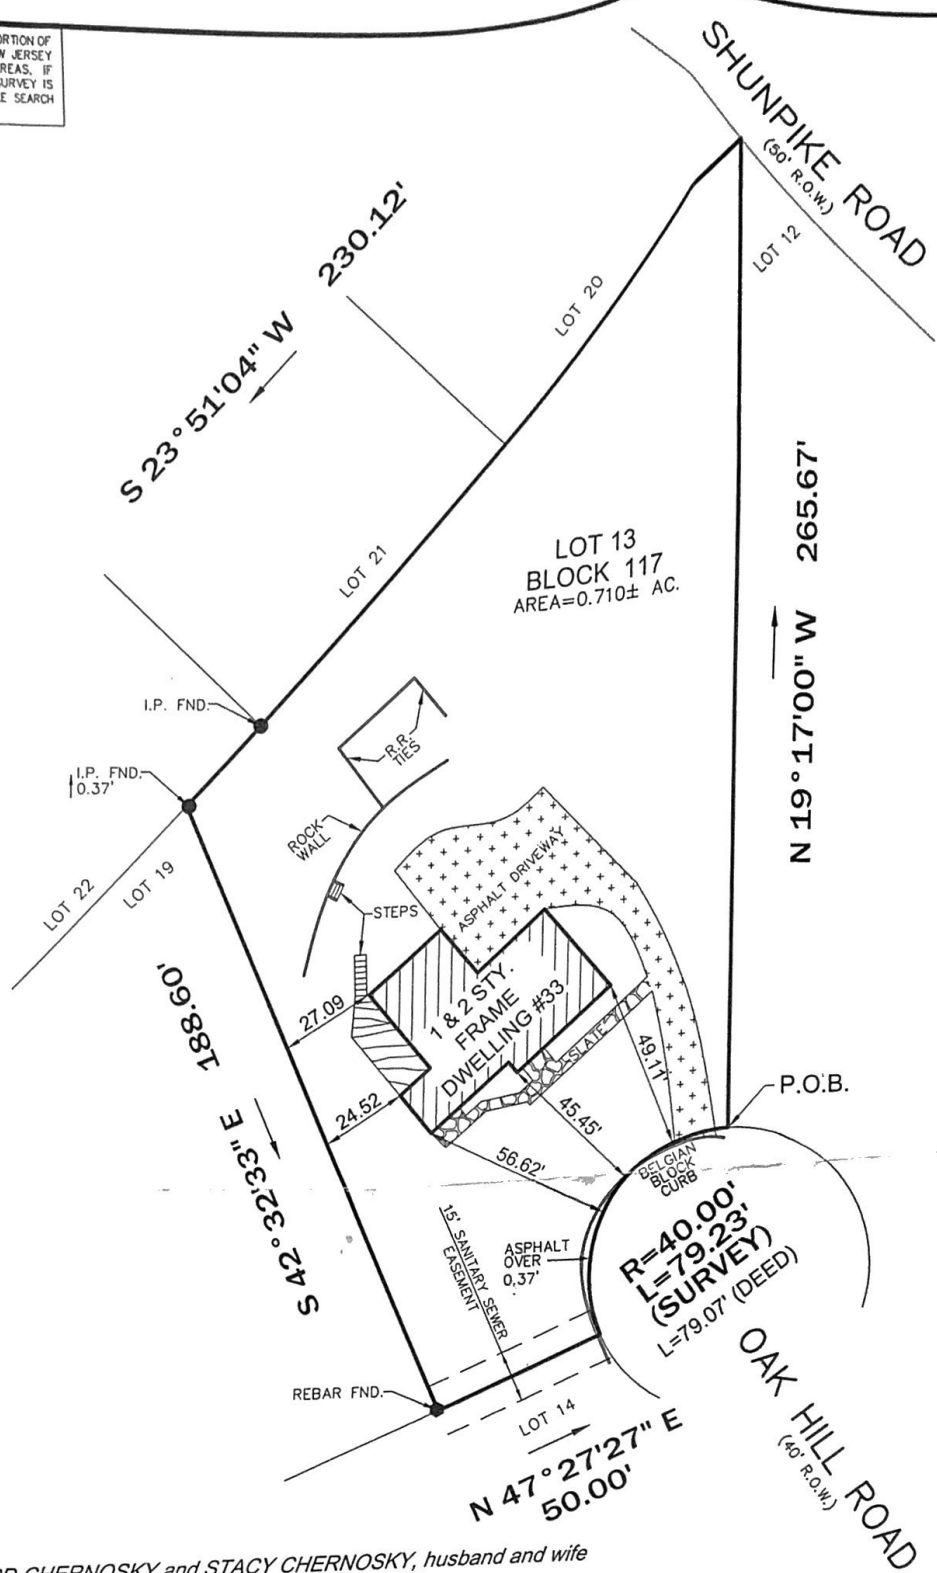 RTION OF
W JERSEY
REAS, IF
URVEY IS
E SEARCH
SHUNPIKE ROAD
(50' R.O.W.)
LOT 12
230.12'
S 23°51'04" W
LOT 20
LOT 21
LOT 13
BLOCK 117
AREA=0.710± AC.
N 19°17'00" W 265.67'
I.P. FND.
I.P. FND.
0.37'
R.R.
TIES
ROCK
WALL
LOT 22
LOT 19
STEPS
ASPHALT DRIVEWAY
188.60'
S 42°32'33" E
27.09
24.52
1 & 2 STY.
FRAME
DWELLING #33
SLATE
49.11'
45.45'
56.62'
P.O.B.
BELGIAN
BLOCK
CURB
15' SANITARY SEWER
EASEMENT
ASPHALT
OVER
0.37'
R=40.00'
L=79.23'
(SURVEY)
L=79.07' (DEED)
OAK HILL ROAD
(40' R.O.W.)
REBAR FND.
LOT 14
N 47°27'27" E
50.00'
CHERNOSKY and STACY CHERNOSKY, husband and wife